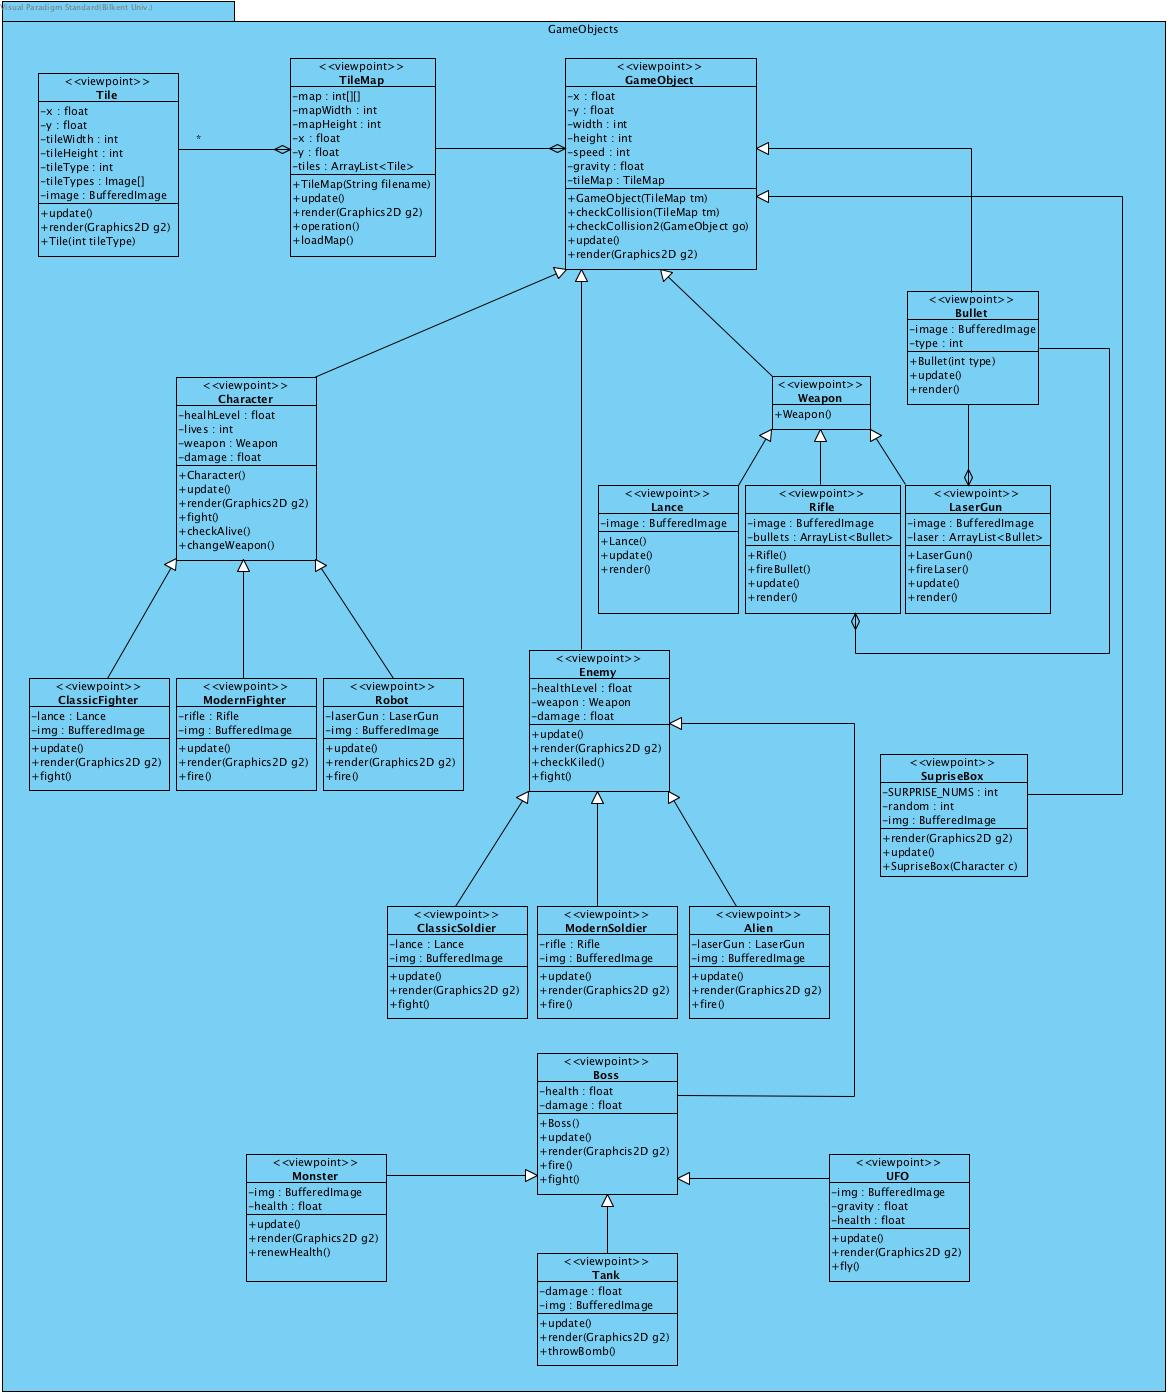 Visual Paradigm Standard(Bilkent Univ.)
GameObjects
<<viewpoint>>
Tile
-x : float
-y : float
-tileWidth : int
-tileHeight : int
-tileType : int
-tileTypes : Image[]
-image : BufferedImage
+update()
+render(Graphics2D g2)
+Tile(int tileType)
*
<<viewpoint>>
TileMap
-map : int[][]
-mapWidth : int
-mapHeight : int
-x : float
-y : float
-tiles : ArrayList<Tile>
+TileMap(String filename)
+update()
+render(Graphics2D g2)
+operation()
+loadMap()
<<viewpoint>>
GameObject
-x : float
-y : float
-width : int
-height : int
-speed : int
-gravity : float
-tileMap : TileMap
+GameObject(TileMap tm)
+checkCollision(TileMap tm)
+checkCollision2(GameObject go)
+update()
+render(Graphics2D g2)
<<viewpoint>>
Bullet
-image : BufferedImage
-type : int
+Bullet(int type)
+update()
+render()
<<viewpoint>>
Character
-healhLevel : float
-lives : int
-weapon : Weapon
-damage : float
+Character()
+update()
+render(Graphics2D g2)
+fight()
+checkAlive()
+changeWeapon()
<<viewpoint>>
Weapon
+Weapon()
<<viewpoint>>
Lance
-image : BufferedImage
+Lance()
+update()
+render()
<<viewpoint>>
Rifle
-image : BufferedImage
-bullets : ArrayList<Bullet>
+Rifle()
+fireBullet()
+update()
+render()
<<viewpoint>>
LaserGun
-image : BufferedImage
-laser : ArrayList<Bullet>
+LaserGun()
+fireLaser()
+update()
+render()
<<viewpoint>>
ClassicFighter
-lance : Lance
-img : BufferedImage
+update()
+render(Graphics2D g2)
+fight()
<<viewpoint>>
ModernFighter
-rifle : Rifle
-img : BufferedImage
+update()
+render(Graphics2D g2)
+fire()
<<viewpoint>>
Robot
-laserGun : LaserGun
-img : BufferedImage
+update()
+render(Graphics2D g2)
+fire()
<<viewpoint>>
Enemy
-healthLevel : float
-weapon : Weapon
-damage : float
+update()
+render(Graphics2D g2)
+checkKiled()
+fight()
<<viewpoint>>
SupriseBox
-SURPRISE_NUMS : int
-random : int
-img : BufferedImage
+render(Graphics2D g2)
+update()
+SupriseBox(Character c)
<<viewpoint>>
ClassicSoldier
-lance : Lance
-img : BufferedImage
+update()
+render(Graphics2D g2)
+fight()
<<viewpoint>>
ModernSoldier
-rifle : Rifle
-img : BufferedImage
+update()
+render(Graphics2D g2)
+fire()
<<viewpoint>>
Alien
-laserGun : LaserGun
-img : BufferedImage
+update()
+render(Graphics2D g2)
+fire()
<<viewpoint>>
Boss
-health : float
-damage : float
+Boss()
+update()
+render(Graphcis2D g2)
+fire()
+fight()
<<viewpoint>>
Monster
-img : BufferedImage
-health : float
+update()
+render(Graphics2D g2)
+renewHealth()
<<viewpoint>>
UFO
-img : BufferedImage
-gravity : float
-health : float
+update()
+render(Graphics2D g2)
+fly()
<<viewpoint>>
Tank
-damage : float
-img : BufferedImage
+update()
+render(Graphics2D g2)
+throwBomb()